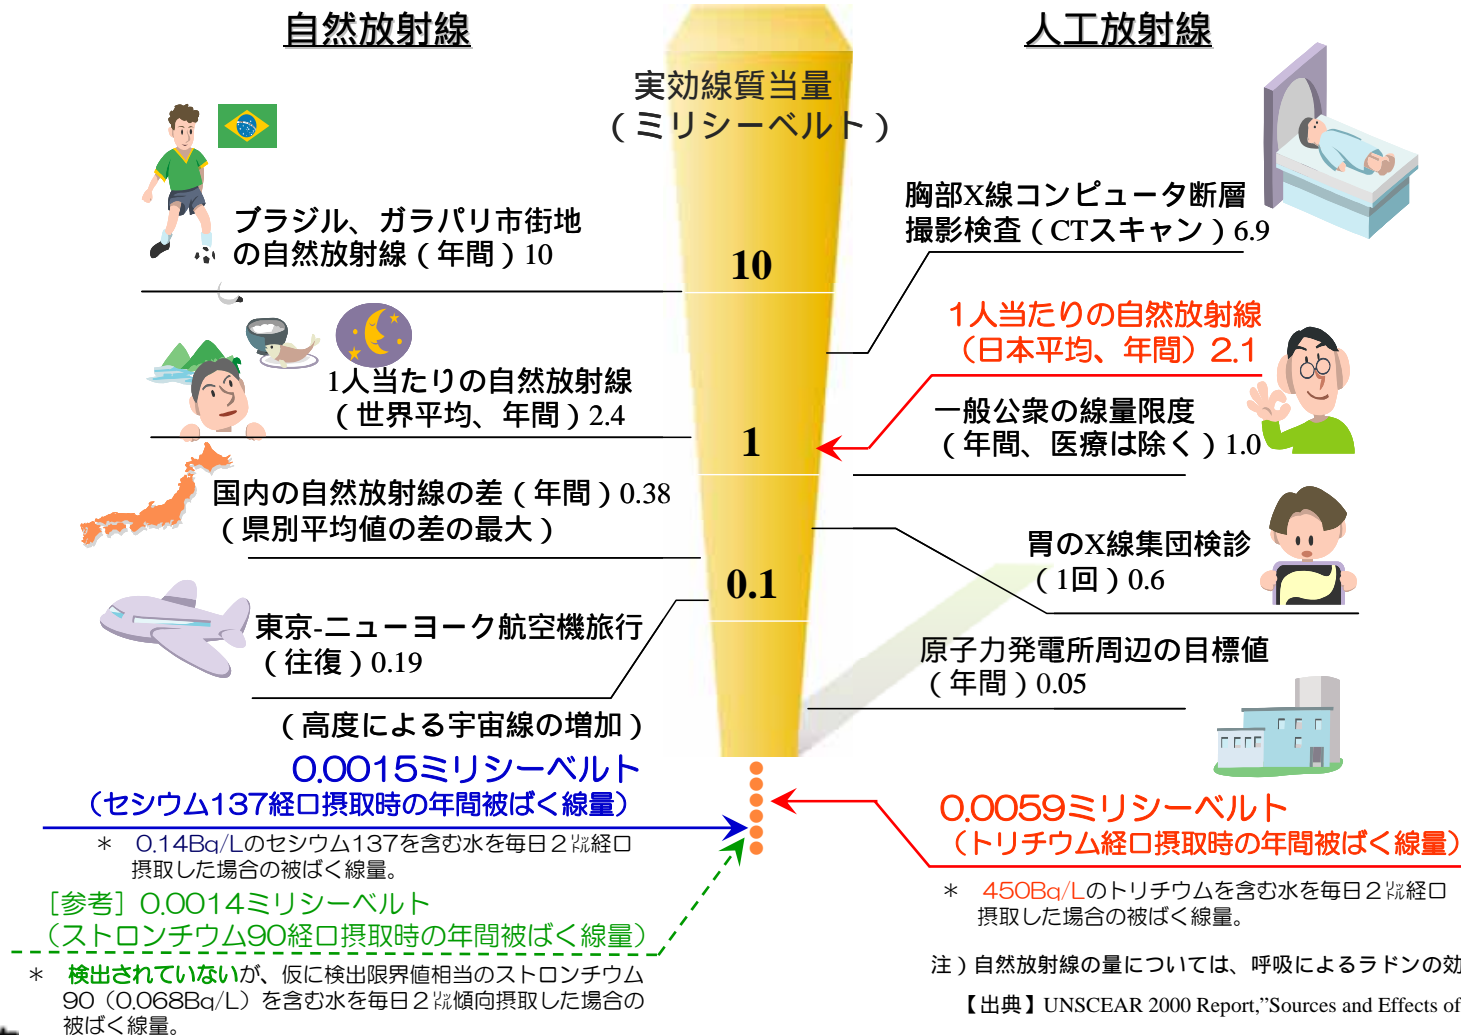 自然放射線
人工放射線
実効線質当量
（ミリシーベルト）
ブラジル、ガラパリ市街地
の自然放射線（年間）10
10
胸部X線コンピュータ断層
撮影検査（CTスキャン）6.9
1人当たりの自然放射線
（世界平均、年間）2.4
1人当たりの自然放射線
（日本平均、年間）2.1
一般公衆の線量限度
（年間、医療は除く）1.0
1
国内の自然放射線の差（年間）0.38
（県別平均値の差の最大）
胃のX線集団検診
（1回）0.6
0.1
東京-ニューヨーク航空機旅行
（往復）0.19
（高度による宇宙線の増加）
原子力発電所周辺の目標値
（年間）0.05
0.0015ミリシーベルト
（セシウム137経口摂取時の年間被ばく線量）
＊ 0.14Bq/Lのセシウム137を含む水を毎日２㍑経口
摂取した場合の被ばく線量。
[参考] 0.0014ミリシーベルト
（ストロンチウム90経口摂取時の年間被ばく線量）
＊ 検出されていないが、仮に検出限界値相当のストロンチウム
90（0.068Bq/L）を含む水を毎日２㍑傾向摂取した場合の
被ばく線量。
0.0059ミリシーベルト
（トリチウム経口摂取時の年間被ばく線量）
＊ 450Bq/Lのトリチウムを含む水を毎日２㍑経口
摂取した場合の被ばく線量。
注）自然放射線の量については、呼吸によるラドンの効
【出典】UNSCEAR 2000 Report,”Sources and Effects of